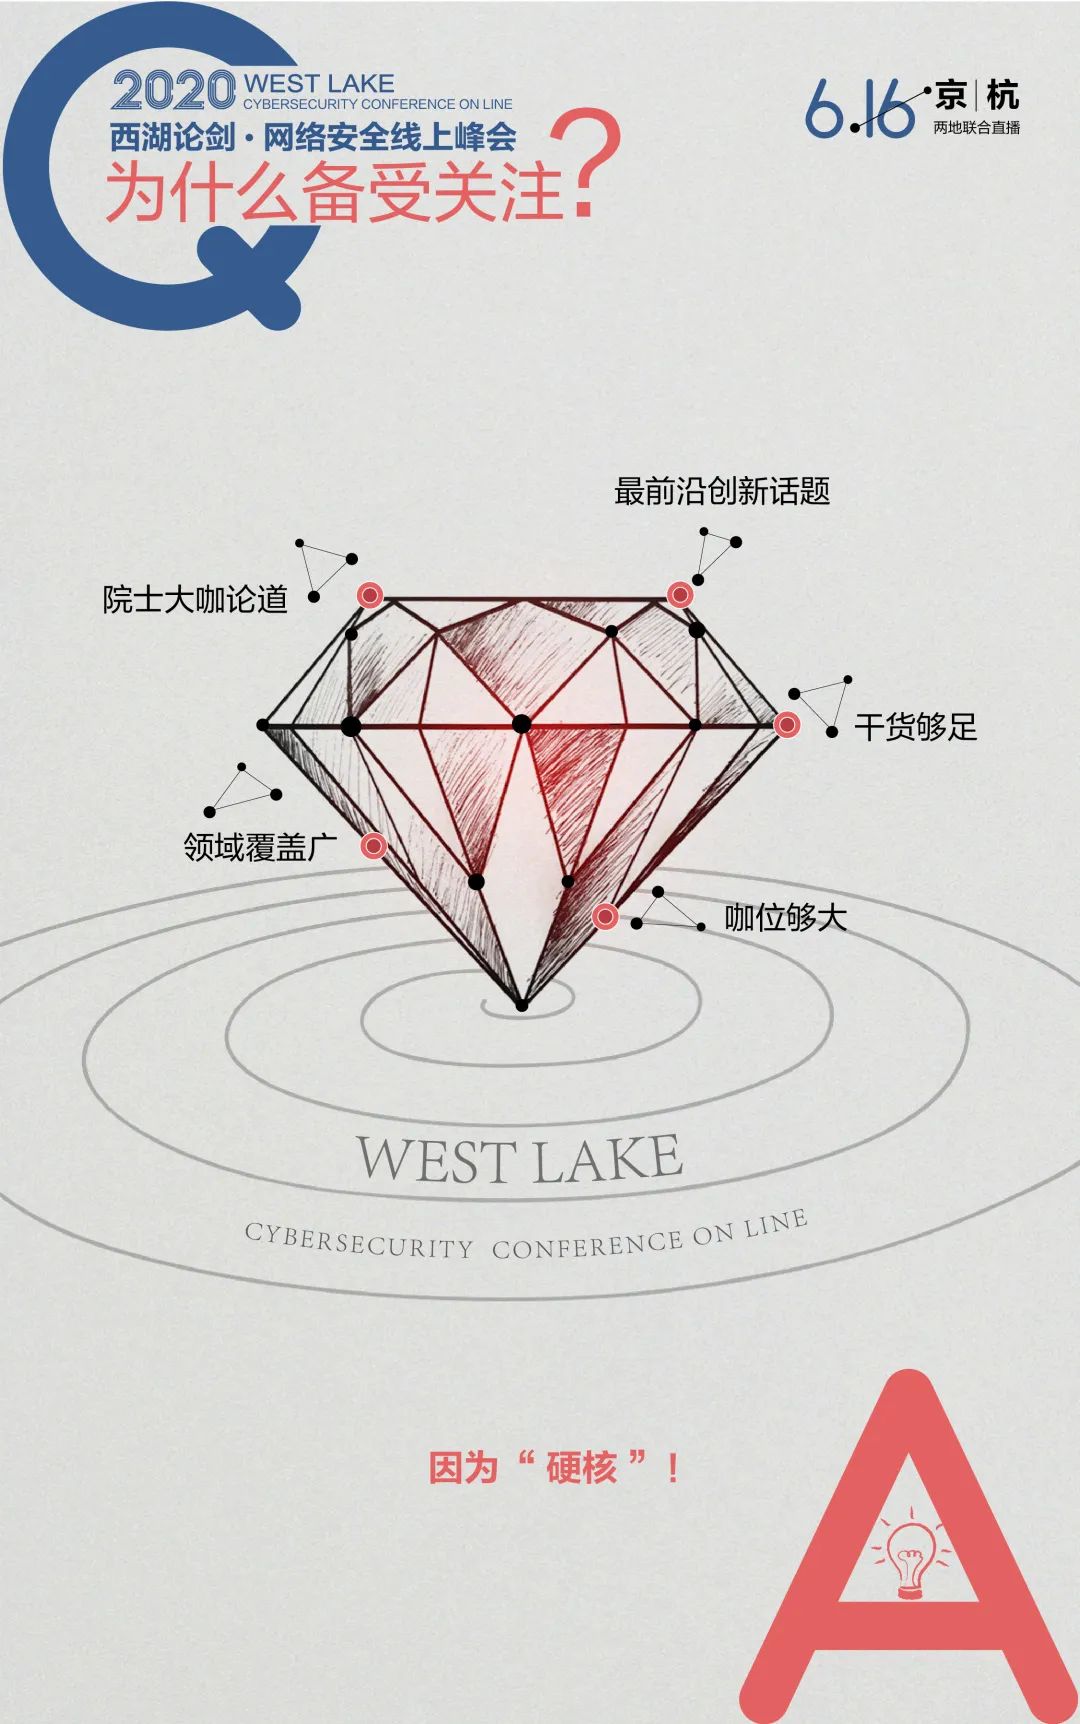 2020 WEST LAKE
CYBERSECURITY CONFERENCE ON LINE
西湖论剑·网络安全线上峰会
为什么备受关注?
6.16 京|杭
两地联合直播
最前沿创新话题
院士大咖论道
干货够足
领域覆盖广
咖位够大
WEST LAKE
CYBERSECURITY CONFERENCE ON LINE
因为“硬核”!
A